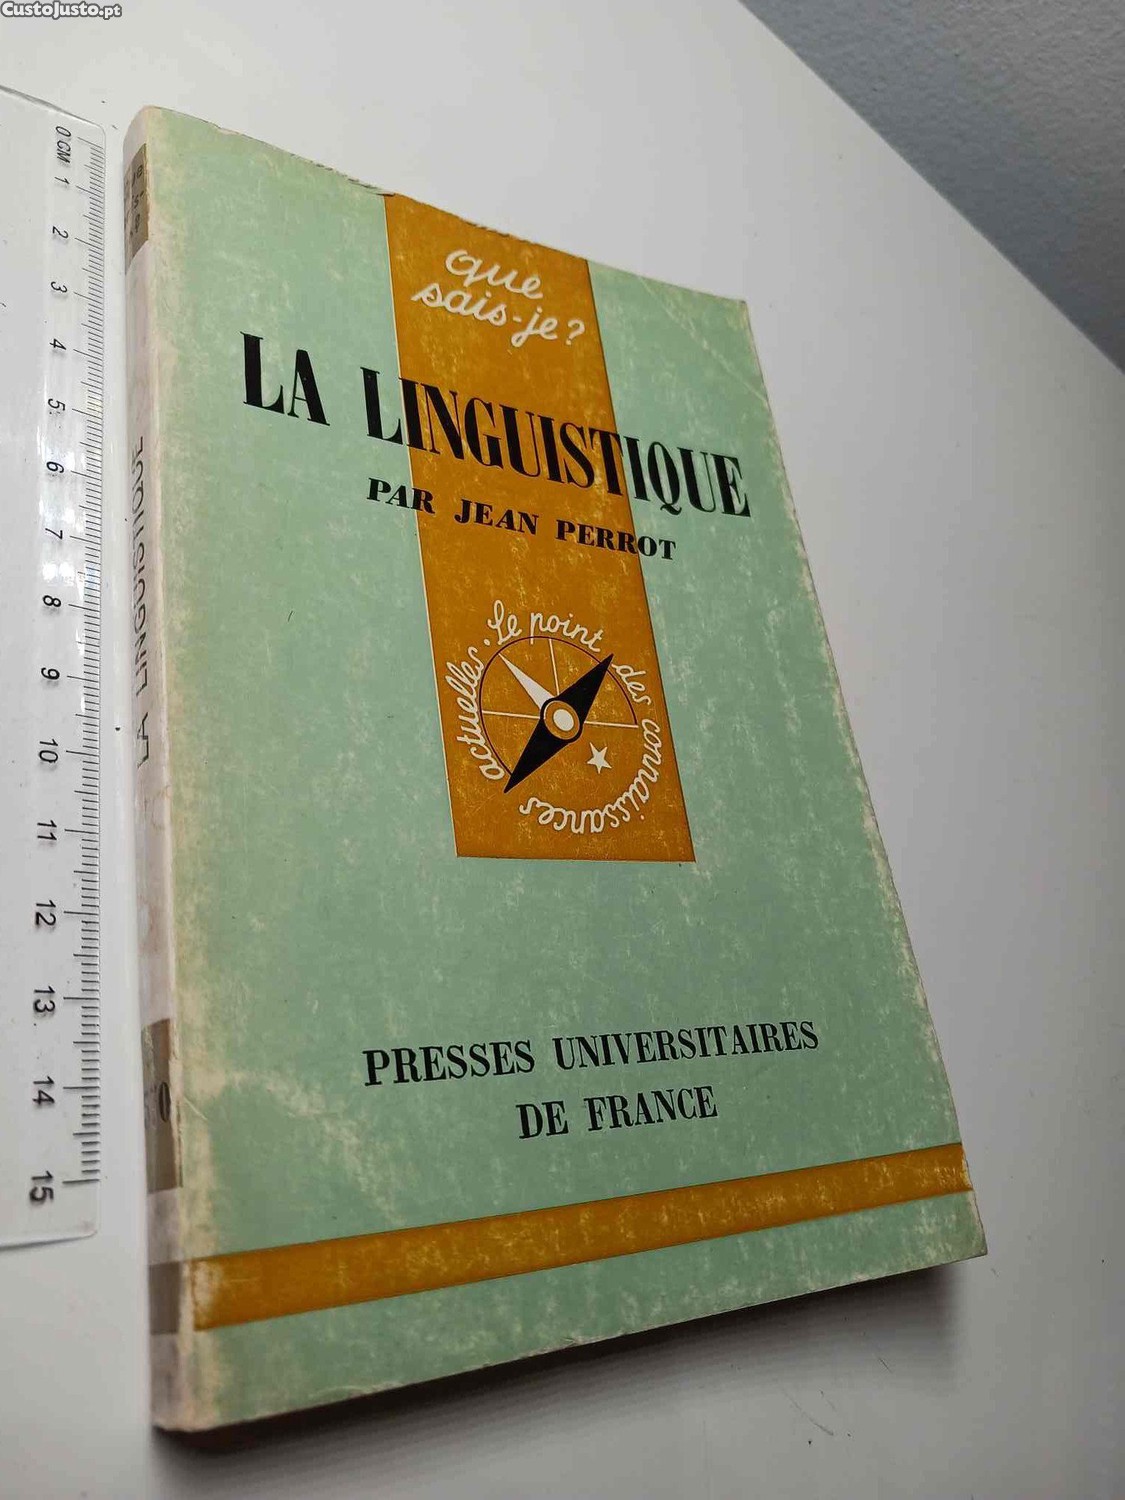 CustoJusto.pt
0 CM 1 2 3 4 5 6 7 8 9 10 11 12 13 14 15
que
sais-je?
LA LINGUISTIQUE
PAR JEAN PERROT
Le point des connaissances actuelles.
PRESSES UNIVERSITAIRES
DE FRANCE
LA LINGUISTIQUE